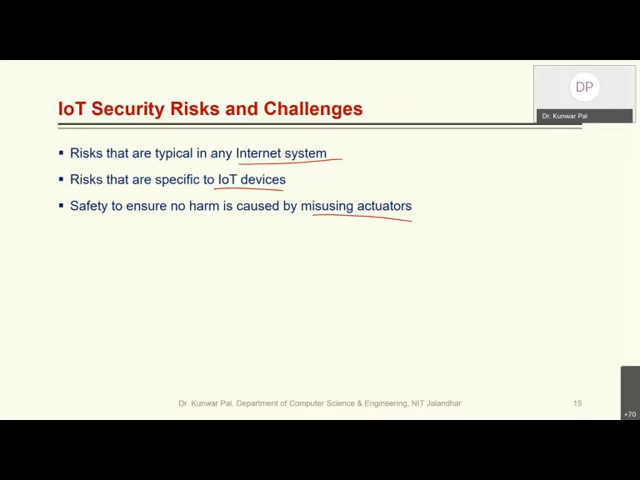 IoT Security Risks and Challenges
DP
Dr. Kunwar Pal
▪ Risks that are typical in any Internet system
▪ Risks that are specific to IoT devices
▪ Safety to ensure no harm is caused by misusing actuators
Dr. Kunwar Pal, Department of Computer Science & Engineering, NIT Jalandhar
15
+70